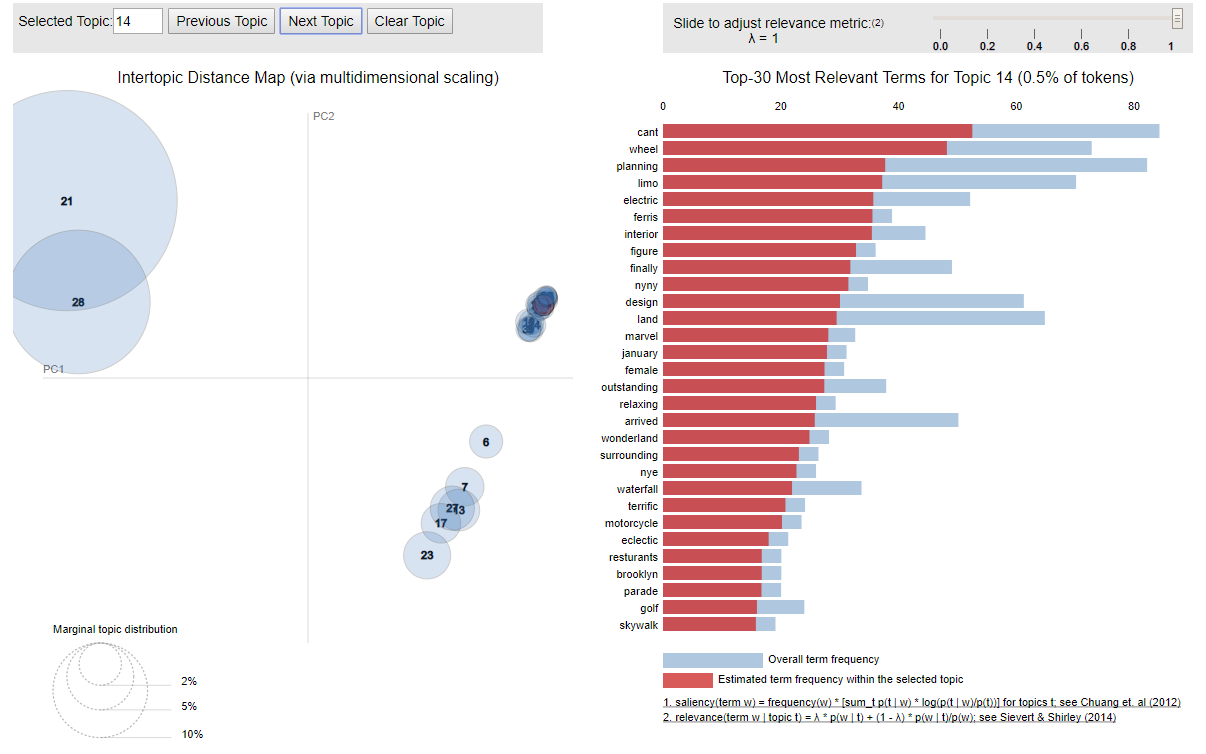 Selected Topic: 14 Previous Topic Next Topic Clear Topic
Slide to adjust relevance metric:(2)
λ = 1
0.0 0.2 0.4 0.6 0.8 1
Intertopic Distance Map (via multidimensional scaling)
PC2
21
28
PC1
6
7
27
13
17
23
Marginal topic distribution
2%
5%
10%
Top-30 Most Relevant Terms for Topic 14 (0.5% of tokens)
0 20 40 60 80
cant
wheel
planning
limo
electric
ferris
interior
figure
finally
nyny
design
land
marvel
january
female
outstanding
relaxing
arrived
wonderland
surrounding
nye
waterfall
terrific
motorcycle
eclectic
resturants
brooklyn
parade
golf
skywalk
Overall term frequency
Estimated term frequency within the selected topic
1. saliency(term w) = frequency(w) * [sum_t p(t | w) * log(p(t | w)/p(t))] for topics t; see Chuang et. al (2012)
2. relevance(term w | topic t) = λ * p(w | t) + (1 - λ) * p(w | t)/p(w); see Sievert & Shirley (2014)